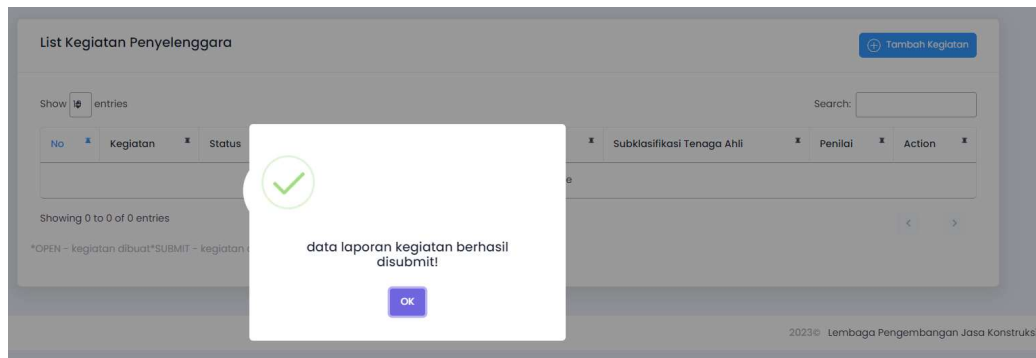 List Kegiatan Penyelenggara
Tambah Kegiatan
Show 10 entries
Search:
No Kegiatan Status Subklasifikasi Tenaga Ahli Penilai Action
Showing 0 to 0 of 0 entries
*OPEN - kegiatan dibuat*SUBMIT - kegiatan
data laporan kegiatan berhasil
disubmit!
OK
2023© Lembaga Pengembangan Jasa Konstruks